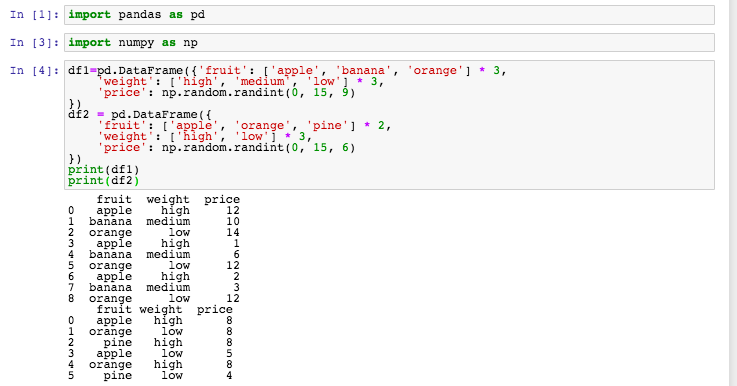 In [1]: import pandas as pd
In [3]: import numpy as np
In [4]: df1=pd.DataFrame({'fruit': ['apple', 'banana', 'orange'] * 3,
'weight': ['high', 'medium', 'low'] * 3,
'price': np.random.randint(0, 15, 9)
})
df2 = pd.DataFrame({
'fruit': ['apple', 'orange', 'pine'] * 2,
'weight': ['high', 'low'] * 3,
'price': np.random.randint(0, 15, 6)
})
print(df1)
print(df2)
fruit weight price
0 apple high 12
1 banana medium 10
2 orange low 14
3 apple high 1
4 banana medium 6
5 orange low 12
6 apple high 2
7 banana medium 3
8 orange low 12
fruit weight price
0 apple high 8
1 orange low 8
2 pine high 8
3 apple low 5
4 orange high 8
5 pine low 4